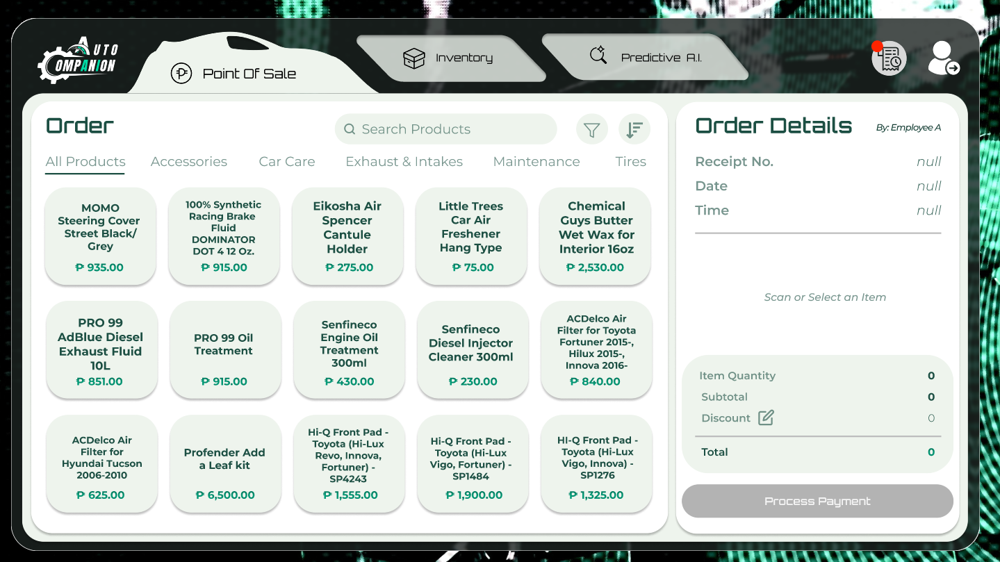 AUTO
COMPANION
Point Of Sale
Inventory
Predictive A.I.
Order
Search Products
All Products
Accessories
Car Care
Exhaust & Intakes
Maintenance
Tires
MOMO
Steering Cover
Street Black/
Grey
₱ 935.00
100% Synthetic
Racing Brake
Fluid
DOMINATOR
DOT 4 12 Oz.
₱ 915.00
Eikosha Air
Spencer
Cantule
Holder
₱ 275.00
Little Trees
Car Air
Freshener
Hang Type
₱ 75.00
Chemical
Guys Butter
Wet Wax for
Interior 16oz
₱ 2,530.00
PRO 99
AdBlue Diesel
Exhaust Fluid
10L
₱ 851.00
PRO 99 Oil
Treatment
₱ 915.00
Senfineco
Engine Oil
Treatment
300ml
₱ 430.00
Senfineco
Diesel Injector
Cleaner 300ml
₱ 230.00
ACDelco Air
Filter for Toyota
Fortuner 2015-,
Hilux 2015-,
Innova 2016-
₱ 840.00
ACDelco Air
Filter for
Hyundai Tucson
2006-2010
₱ 625.00
Profender Add
a Leaf kit
₱ 6,500.00
Hi-Q Front Pad -
Toyota (Hi-Lux
Revo, Innova,
Fortuner) -
SP4243
₱ 1,555.00
Hi-Q Front Pad -
Toyota (Hi-Lux
Vigo, Fortuner) -
SP1484
₱ 1,900.00
HI-Q Front Pad -
Toyota (Hi-Lux
Vigo, Innova) -
SP1276
₱ 1,325.00
Order Details
By: Employee A
Receipt No. null
Date null
Time null
Scan or Select an Item
Item Quantity 0
Subtotal 0
Discount 0
Total 0
Process Payment